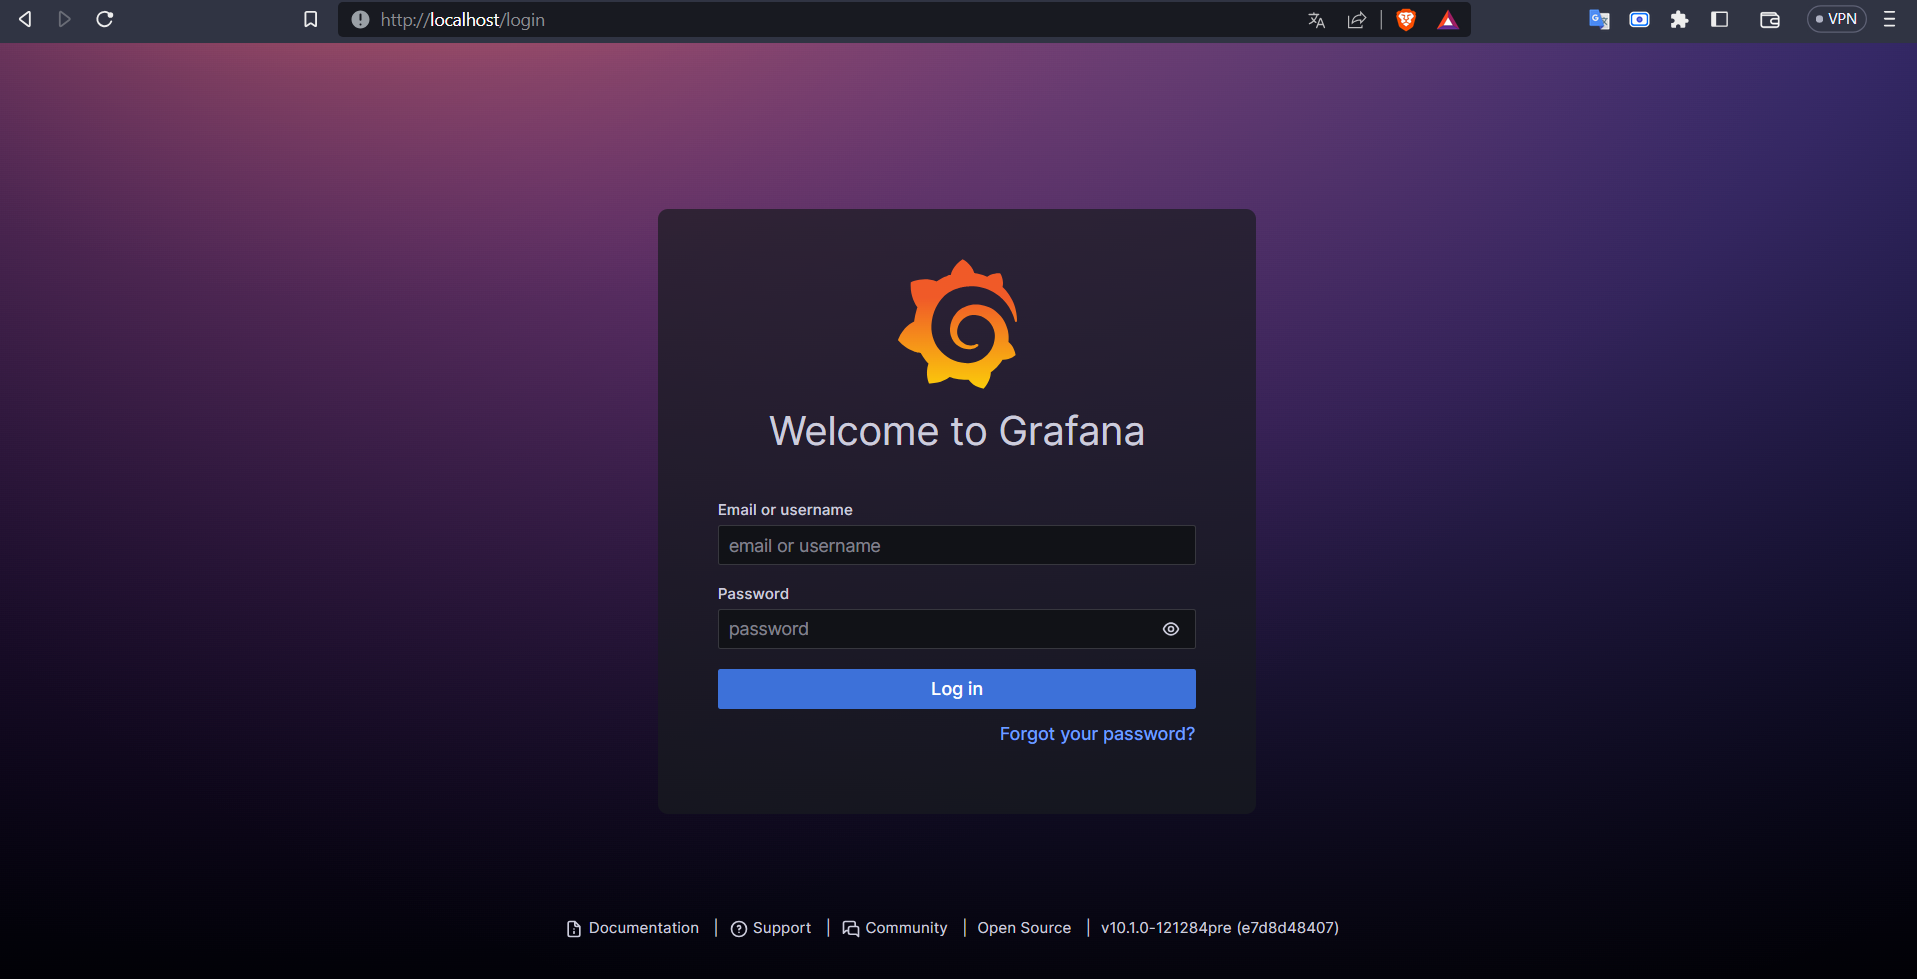 http://localhost/login
VPN
Welcome to Grafana
Email or username
email or username
Password
password
Log in
Forgot your password?
Documentation | Support | Community | Open Source | v10.1.0-121284pre (e7d8d48407)